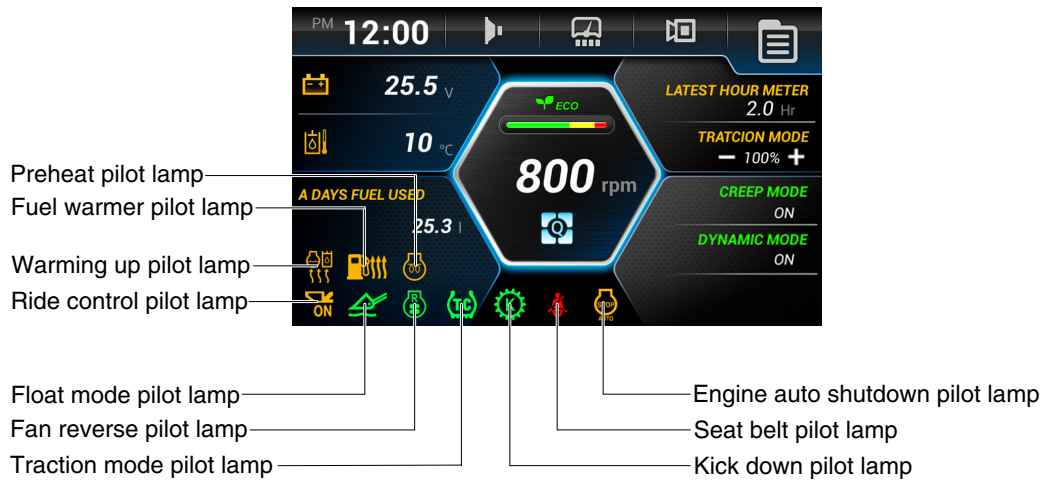 PM 12:00
25.5 V
10 °C
A DAYS FUEL USED
25.3 l
ECO
800 rpm
Q
LATEST HOUR METER
2.0 Hr
TRATCION MODE
100%
CREEP MODE
ON
DYNAMIC MODE
ON
ON
R
TC
K
STOP
AUTO
Preheat pilot lamp
Fuel warmer pilot lamp
Warming up pilot lamp
Ride control pilot lamp
Float mode pilot lamp
Fan reverse pilot lamp
Traction mode pilot lamp
Engine auto shutdown pilot lamp
Seat belt pilot lamp
Kick down pilot lamp